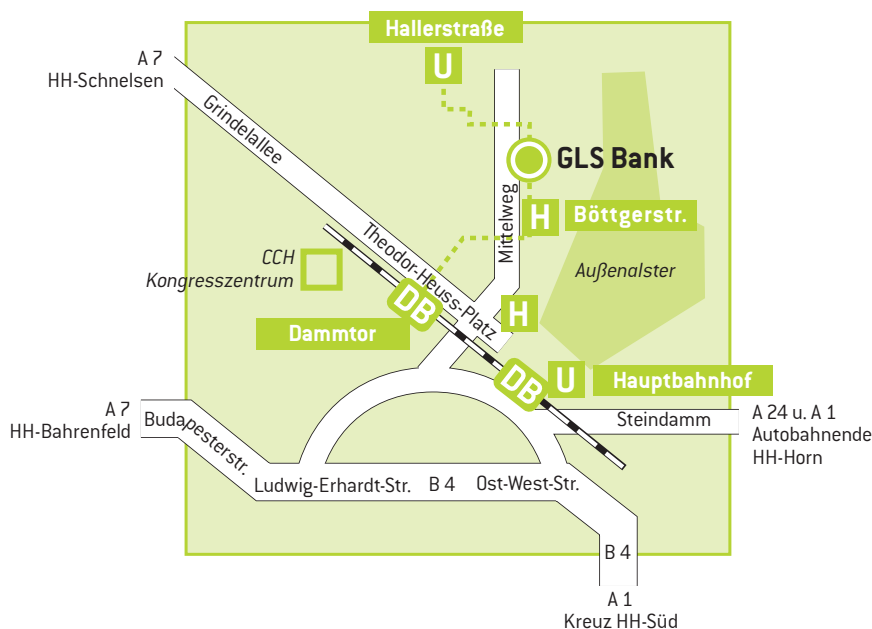 Hallerstraße
U
A 7
HH-Schnelsen
Grindelallee
GLS Bank
Mittelweg
H
Böttgerstr.
CCH
Kongresszentrum
Theodor-Heuss-Platz
Außenalster
DB
H
Dammtor
DB
U
Hauptbahnhof
A 7
HH-Bahrenfeld
Budapesterstr.
Steindamm
A 24 u. A 1
Autobahnende
HH-Horn
Ludwig-Erhardt-Str.
B 4
Ost-West-Str.
B 4
A 1
Kreuz HH-Süd